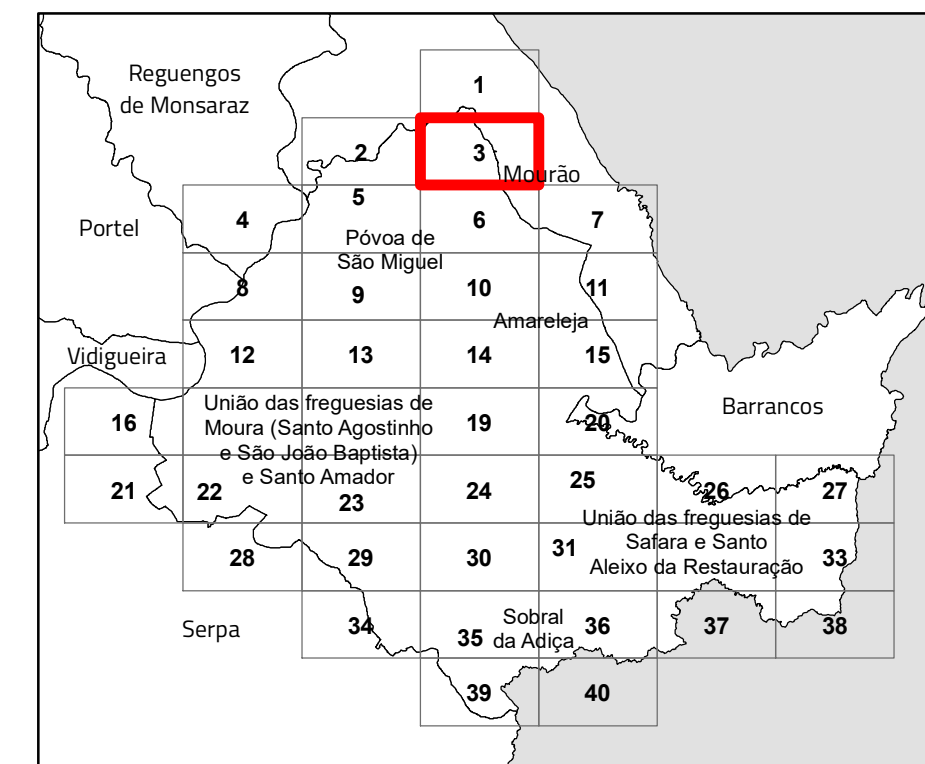 1
Reguengos
de Monsaraz
2
3
Mourão
4
5
6
7
Portel
Póvoa de
São Miguel
8
9
10
11
Amareleja
Vidigueira
12
13
14
15
16
União das freguesias de
Moura (Santo Agostinho
e São João Baptista)
e Santo Amador
19
20
Barrancos
21
22
23
24
25
26
27
União das freguesias de
Safara e Santo
Aleixo da Restauração
28
29
30
31
33
Serpa
34
35
Sobral
da Adiça
36
37
38
39
40